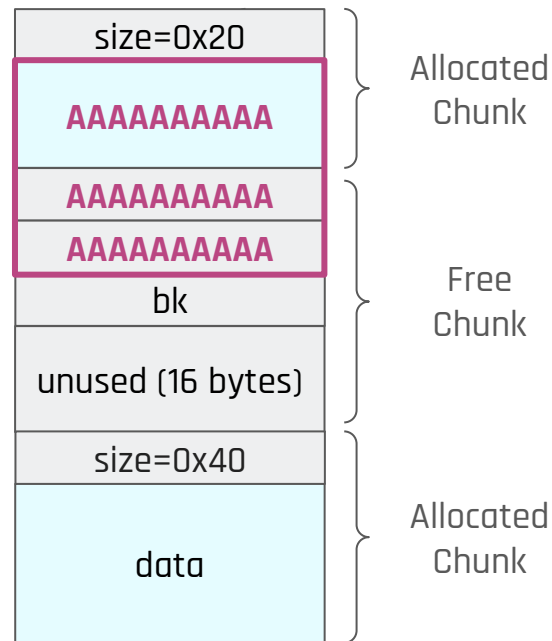 size=0x20
AAAAAAAAAA
AAAAAAAAAA
AAAAAAAAAA
bk
unused (16 bytes)
size=0x40
data
Allocated
Chunk
Free
Chunk
Allocated
Chunk